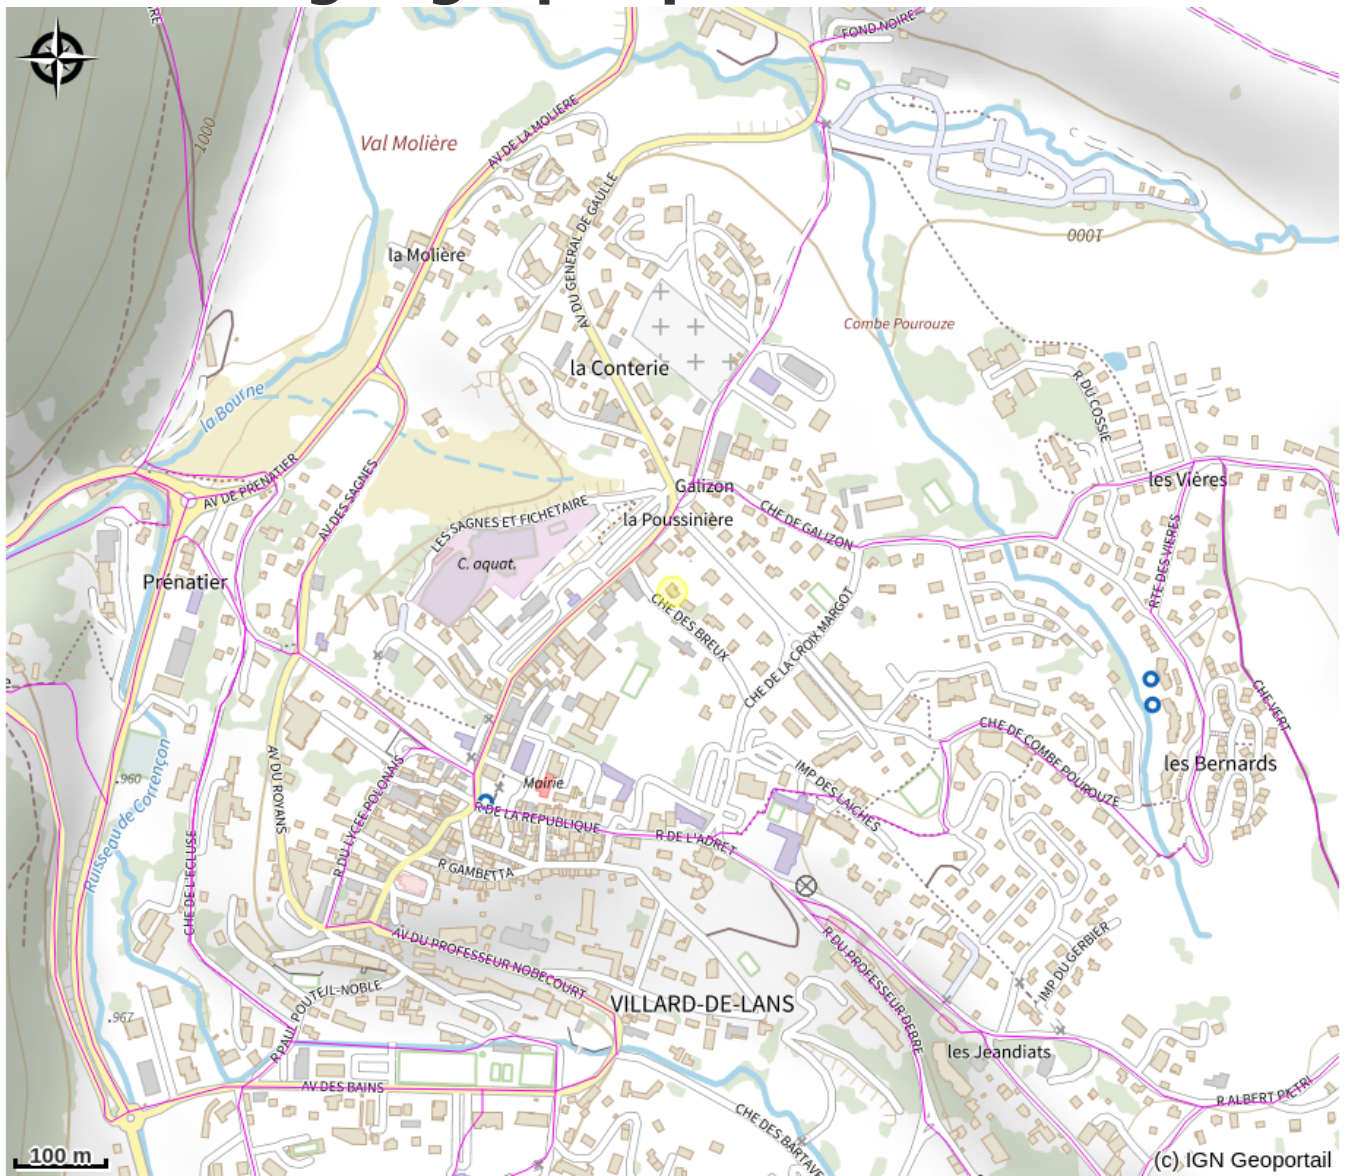 FOND NOIRE
AV DE LA MOLIERE
1000
Val Molière
AV DU GENERAL DE GAULLE
la Molière
1000
Combe Pourouze
la Conterie
R DU COSSIE
la Bourne
AV DE PRENATIER
AV DES SAGNES
Galizon
les Vières
LES SAGNES ET FICHETAIRE
la Poussinière
CHE DE GALIZON
C. aquat.
RTE DES VIERES
Prénatier
CHE DES BREUX
CHE DE LA CROIX MARGOT
CHE VERT
CHE DE COMBE POUROUZE
les Bernards
Ruisseau de Corrençon
.960
AV DU ROYANS
R DU LYCEE POLONAIS
Mairie
IMP DES LAICHES
R DE LA REPUBLIQUE
R DE L'ADRET
CHE DE L'ECLUSE
R GAMBETTA
AV DU PROFESSEUR NOBECOURT
R DU PROFESSEUR DEBRE
IMP DU GERBIER
R PAUL POUTEIL-NOBLE
VILLARD-DE-LANS
.967
les Jeandiats
AV DES BAINS
R ALBERT PIETRI
CHE DES BARTAVE
100 m
(c) IGN Geoportail